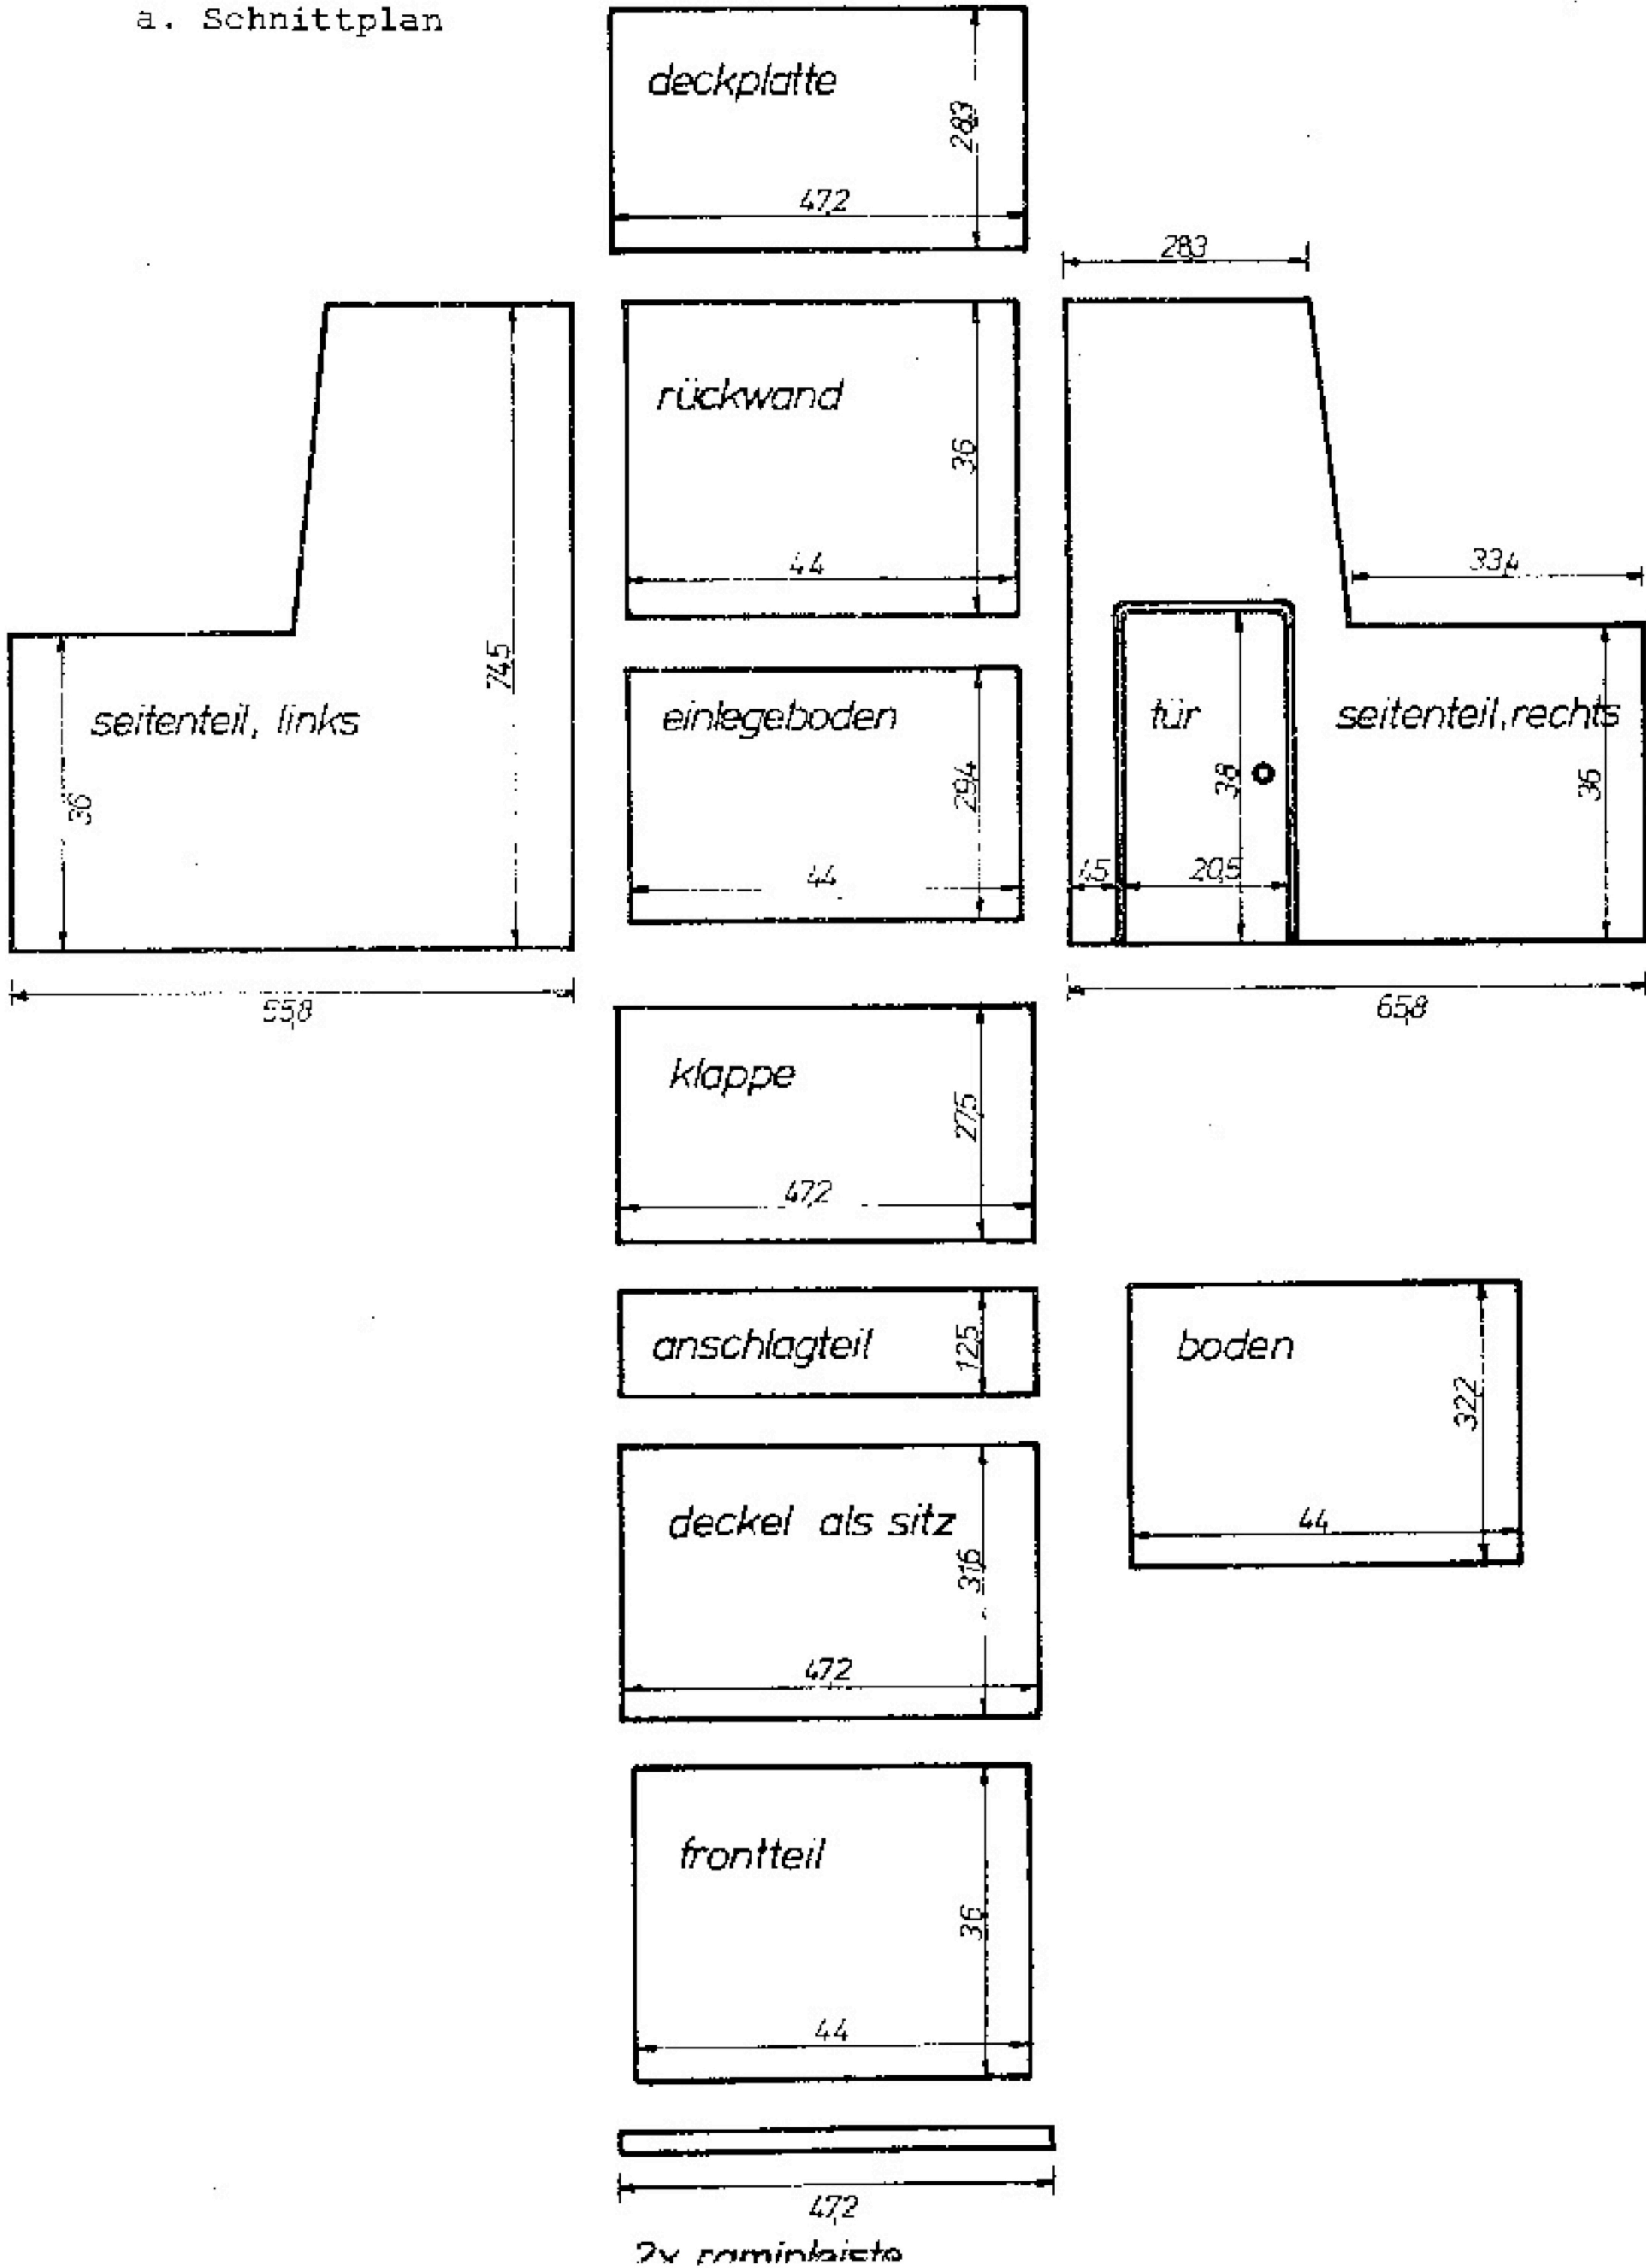 a. Schnittplan
deckplatte
28,3
47,2
28,3
rückwand
36
44
33,4
seitenteil, links
74,5
36
55,8
einlegeboden
29,4
44
tür
seitenteil, rechts
38
36
4,5
20,5
65,8
klappe
27,5
47,2
anschlagteil
12,5
boden
32,2
44
deckel als sitz
31,6
47,2
frontteil
36
44
47,2
2x raminleiste